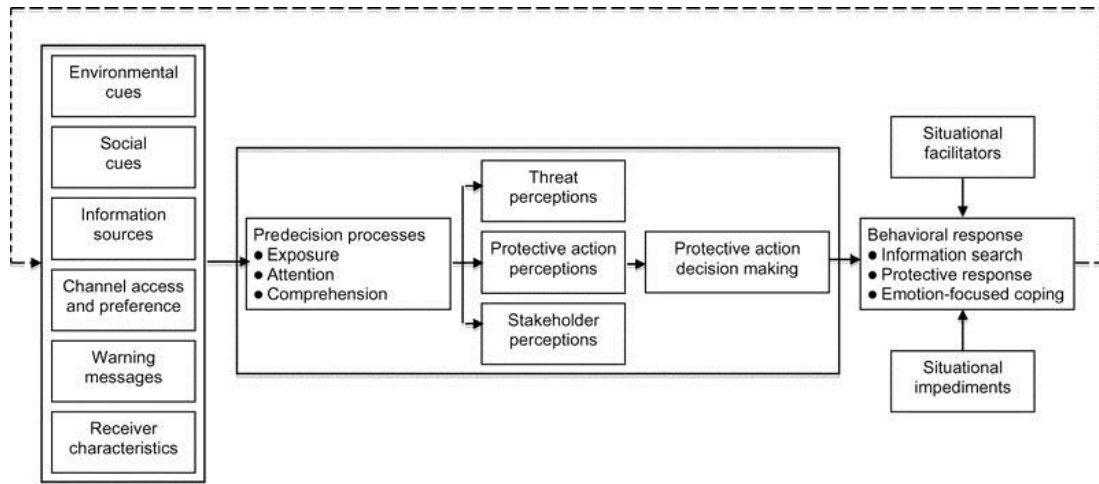 Environmental
cues
Social
cues
Information
sources
Channel access
and preference
Warning
messages
Receiver
characteristics
Predecision processes
● Exposure
● Attention
● Comprehension
Threat
perceptions
Protective action
perceptions
Stakeholder
perceptions
Protective action
decision making
Situational
facilitators
Behavioral response
● Information search
● Protective response
● Emotion-focused coping
Situational
impediments